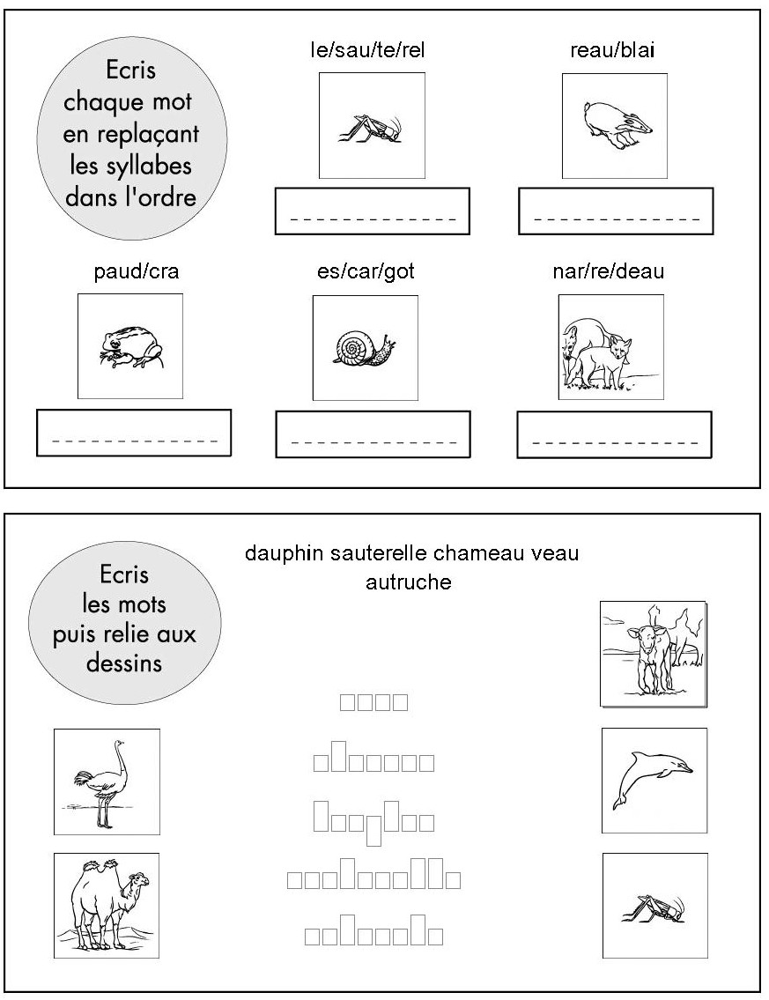 Ecris
chaque mot
en replaçant
les syllabes
dans l'ordre
le/sau/te/rel
reau/blai
paud/cra
es/car/got
nar/re/deau
Ecris
les mots
puis relie aux
dessins
dauphin sauterelle chameau veau
autruche